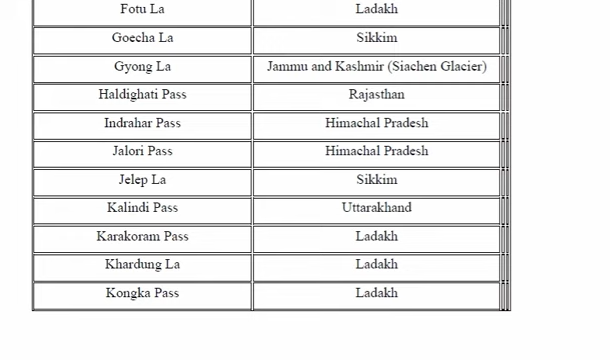 Fotu La Ladakh
Goecha La Sikkim
Gyong La Jammu and Kashmir (Siachen Glacier)
Haldighati Pass Rajasthan
Indrahar Pass Himachal Pradesh
Jalori Pass Himachal Pradesh
Jelep La Sikkim
Kalindi Pass Uttarakhand
Karakoram Pass Ladakh
Khardung La Ladakh
Kongka Pass Ladakh